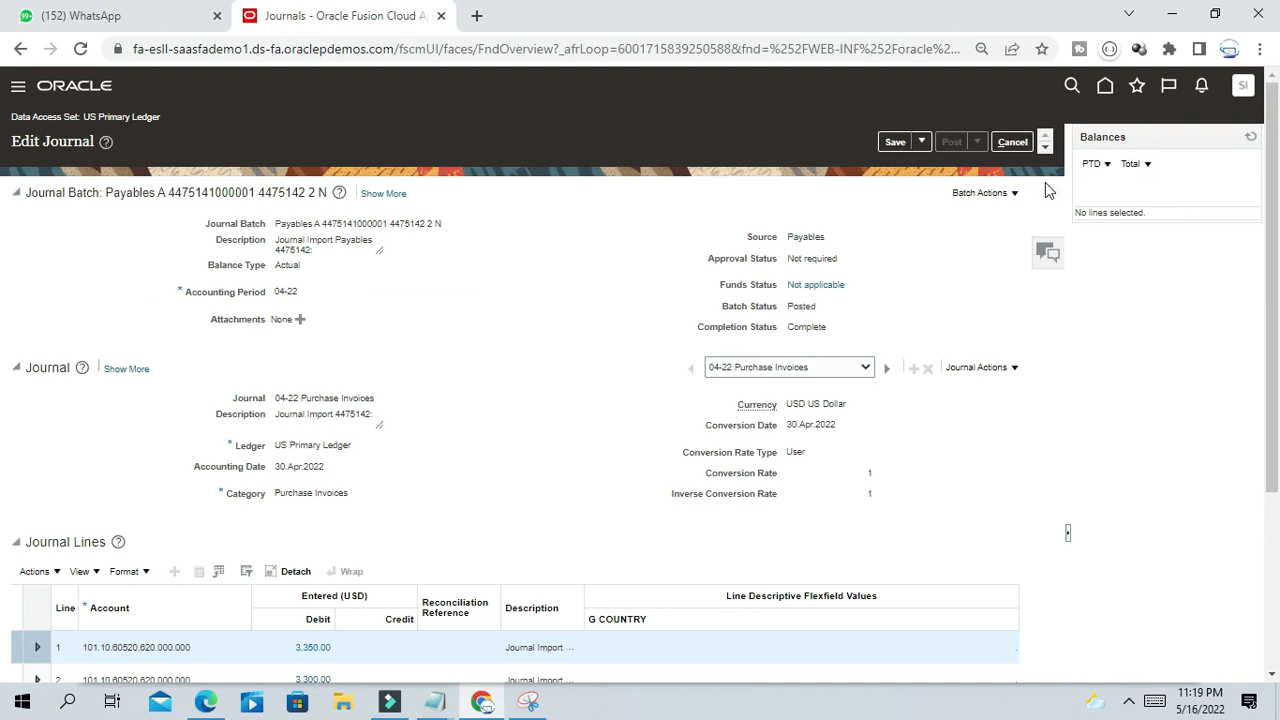 (152) WhatsApp
Journals - Oracle Fusion Cloud A
fa-esll-saasfademo1.ds-fa.oraclepdemos.com/fscmUI/faces/FndOverview?_afrLoop=6001715839250588&fnd=%252FWEB-INF%252Foracle%2...
ORACLE
SI
Data Access Set: US Primary Ledger
Edit Journal
Save
Post
Cancel
Balances
PTD
Total
No lines selected.
Journal Batch: Payables A 4475141000001 4475142 2 N
Show More
Batch Actions
Journal Batch Payables A 4475141000001 4475142 2 N
Description Journal Import Payables
4475142:
Balance Type Actual
* Accounting Period 04-22
Attachments None
Source Payables
Approval Status Not required
Funds Status Not applicable
Batch Status Posted
Completion Status Complete
Journal
Show More
04-22 Purchase Invoices
Journal Actions
Journal 04-22 Purchase Invoices
Description Journal Import 4475142:
* Ledger US Primary Ledger
Accounting Date 30.Apr.2022
* Category Purchase Invoices
Currency USD US Dollar
Conversion Date 30.Apr.2022
Conversion Rate Type User
Conversion Rate 1
Inverse Conversion Rate 1
Journal Lines
Actions
View
Format
Detach
Wrap
Line
* Account
Entered (USD)
Debit
Credit
Reconciliation
Reference
Description
Line Descriptive Flexfield Values
G COUNTRY
1 101.10.60520.620.000.000 3,350.00 Journal Import ...
2 101.10.60520.620.000.000 3,300.00 Journal Import ...
11:19 PM
5/16/2022